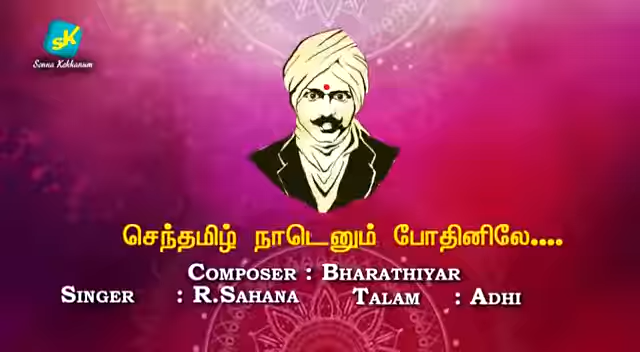 SK
Sonna Kekkanum
செந்தமிழ் நாடெனும் போதினிலே....
COMPOSER : BHARATHIYAR
SINGER : R.SAHANA TALAM : ADHI